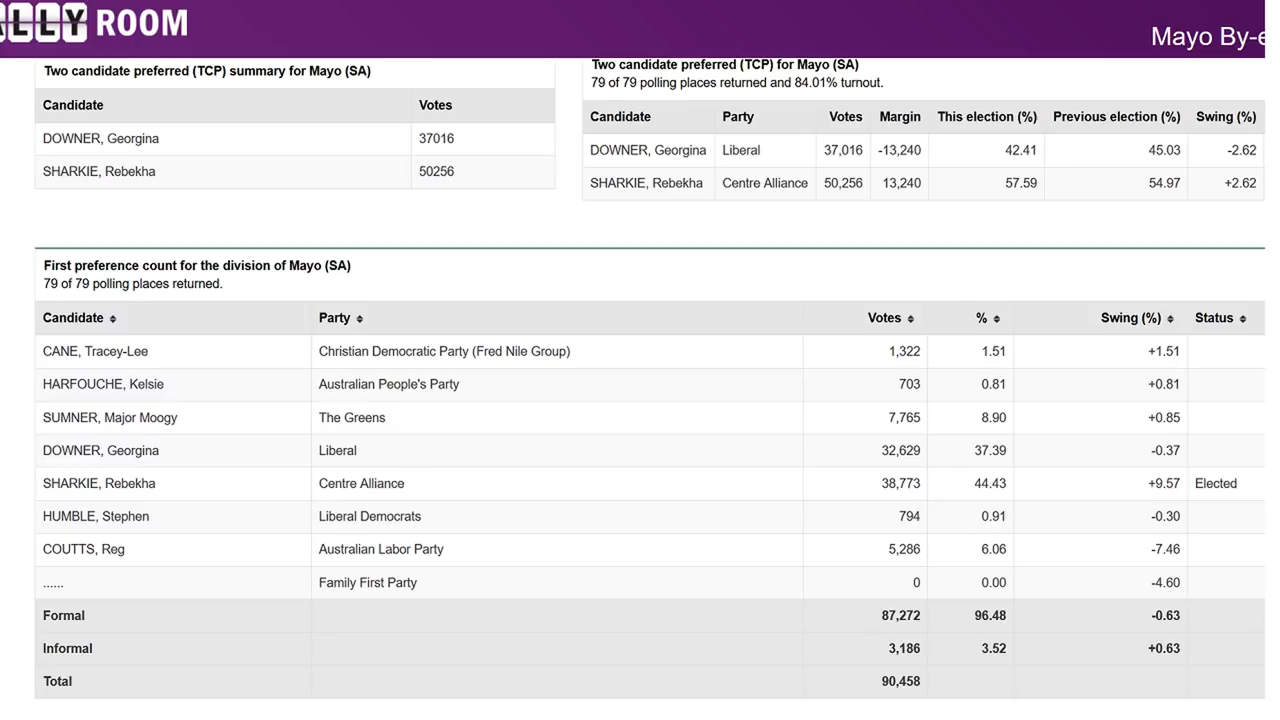 LLY ROOM
Mayo By-e
Two candidate preferred (TCP) summary for Mayo (SA)
Candidate Votes
DOWNER, Georgina 37016
SHARKIE, Rebekha 50256
Two candidate preferred (TCP) for Mayo (SA)
79 of 79 polling places returned and 84.01% turnout.
Candidate Party Votes Margin This election (%) Previous election (%) Swing (%)
DOWNER, Georgina Liberal 37,016 -13,240 42.41 45.03 -2.62
SHARKIE, Rebekha Centre Alliance 50,256 13,240 57.59 54.97 +2.62
First preference count for the division of Mayo (SA)
79 of 79 polling places returned.
Candidate Party Votes % Swing (%) Status
CANE, Tracey-Lee Christian Democratic Party (Fred Nile Group) 1,322 1.51 +1.51
HARFOUCHE, Kelsie Australian People's Party 703 0.81 +0.81
SUMNER, Major Moogy The Greens 7,765 8.90 +0.85
DOWNER, Georgina Liberal 32,629 37.39 -0.37
SHARKIE, Rebekha Centre Alliance 38,773 44.43 +9.57 Elected
HUMBLE, Stephen Liberal Democrats 794 0.91 -0.30
COUTTS, Reg Australian Labor Party 5,286 6.06 -7.46
...... Family First Party 0 0.00 -4.60
Formal 87,272 96.48 -0.63
Informal 3,186 3.52 +0.63
Total 90,458